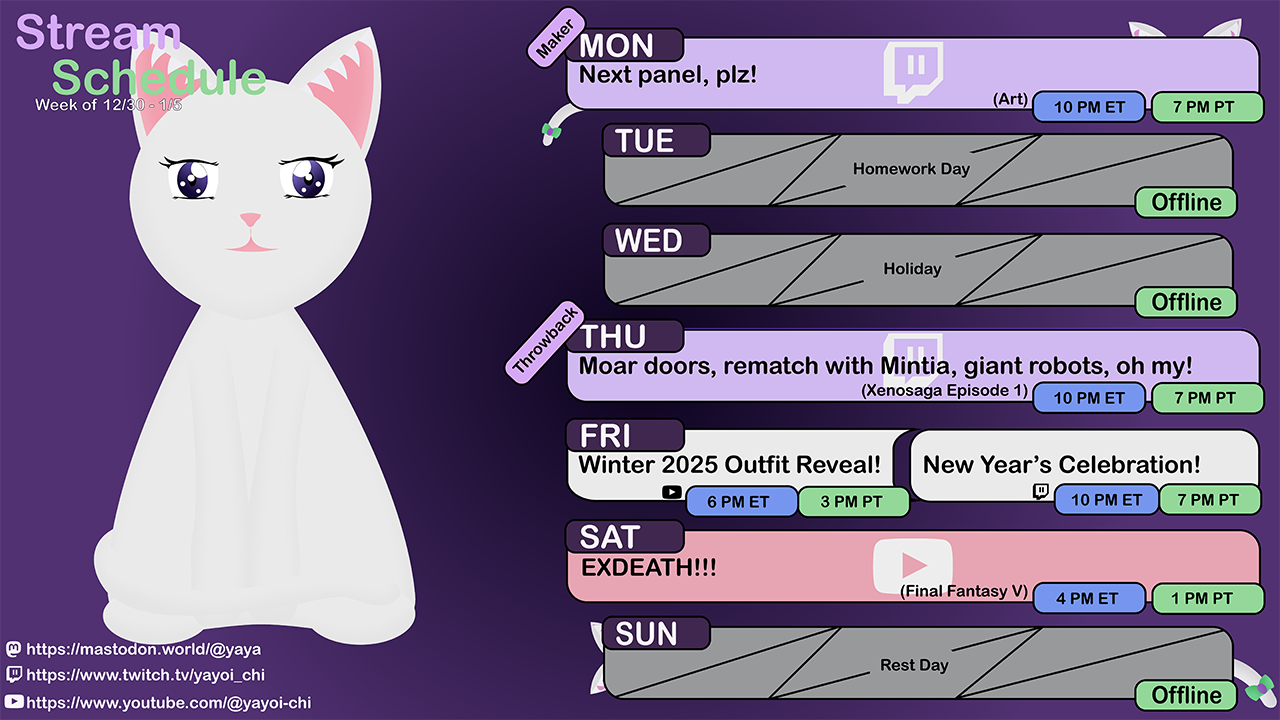 Stream
Schedule
Week of 12/30 - 1/5
Maker
MON
Next panel, plz!
(Art)
10 PM ET
7 PM PT
TUE
Homework Day
Offline
WED
Holiday
Offline
Throwback
THU
Moar doors, rematch with Mintia, giant robots, oh my!
(Xenosaga Episode 1)
10 PM ET
7 PM PT
FRI
Winter 2025 Outfit Reveal!
6 PM ET
3 PM PT
New Year's Celebration!
10 PM ET
7 PM PT
SAT
EXDEATH!!!
(Final Fantasy V)
4 PM ET
1 PM PT
SUN
Rest Day
Offline
https://mastodon.world/@yaya
https://www.twitch.tv/yayoi_chi
https://www.youtube.com/@yayoi-chi